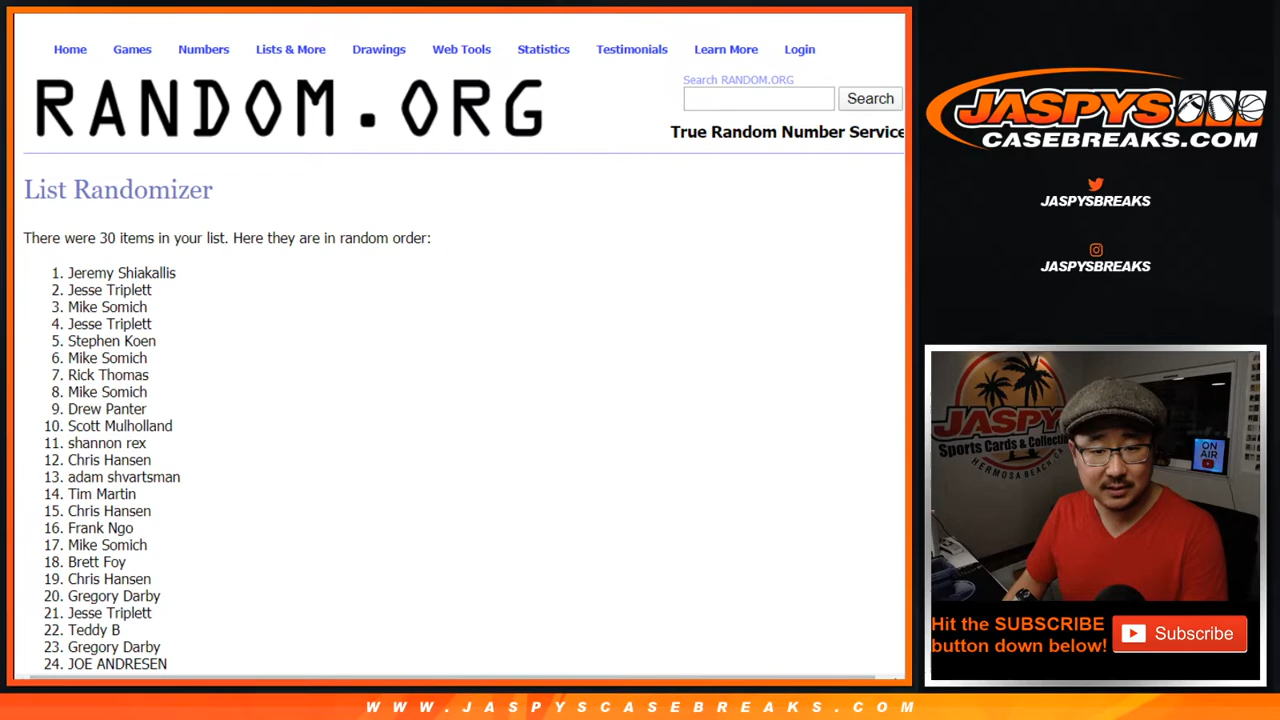 Home Games Numbers Lists & More Drawings Web Tools Statistics Testimonials Learn More Login
RANDOM.ORG
Search RANDOM.ORG
Search
True Random Number Service
List Randomizer
There were 30 items in your list. Here they are in random order:
1. Jeremy Shiakallis
2. Jesse Triplett
3. Mike Somich
4. Jesse Triplett
5. Stephen Koen
6. Mike Somich
7. Rick Thomas
8. Mike Somich
9. Drew Panter
10. Scott Mulholland
11. shannon rex
12. Chris Hansen
13. adam shvartsman
14. Tim Martin
15. Chris Hansen
16. Frank Ngo
17. Mike Somich
18. Brett Foy
19. Chris Hansen
20. Gregory Darby
21. Jesse Triplett
22. Teddy B
23. Gregory Darby
24. JOE ANDRESEN
JASPYS
CASEBREAKS.COM
JASPYSBREAKS
JASPYSBREAKS
JASPYS
Sports Cards & Collecti
HERMOSA BEACH CA
ON
AIR
Hit the SUBSCRIBE
button down below!
Subscribe
WWW.JASPYSCASEBREAKS.COM